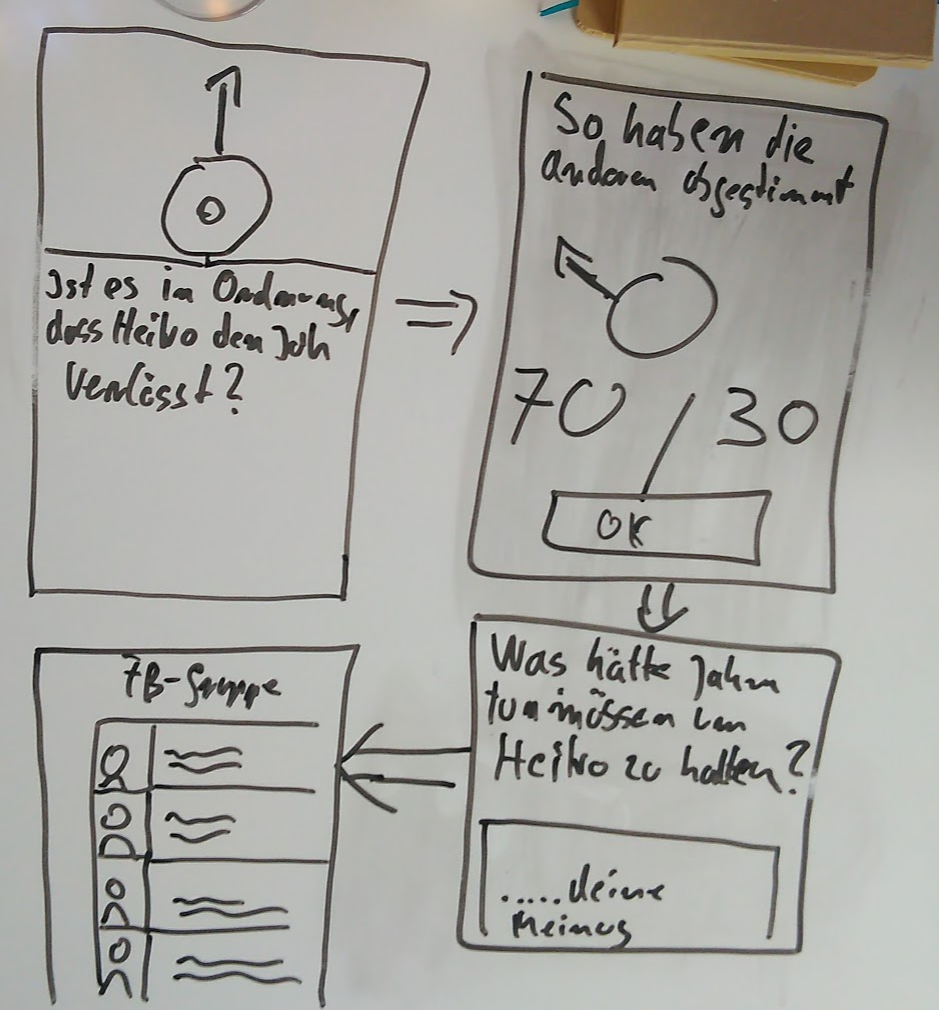 Ist es in Ordnung,
dass Heiko den Joh
verlässt?
So haben die
anderen abgestimmt
70 / 30
OK
Was hätte Jahn
tun müssen um
Heiko zu halten?
......deine
Meinung
FB-Gruppe